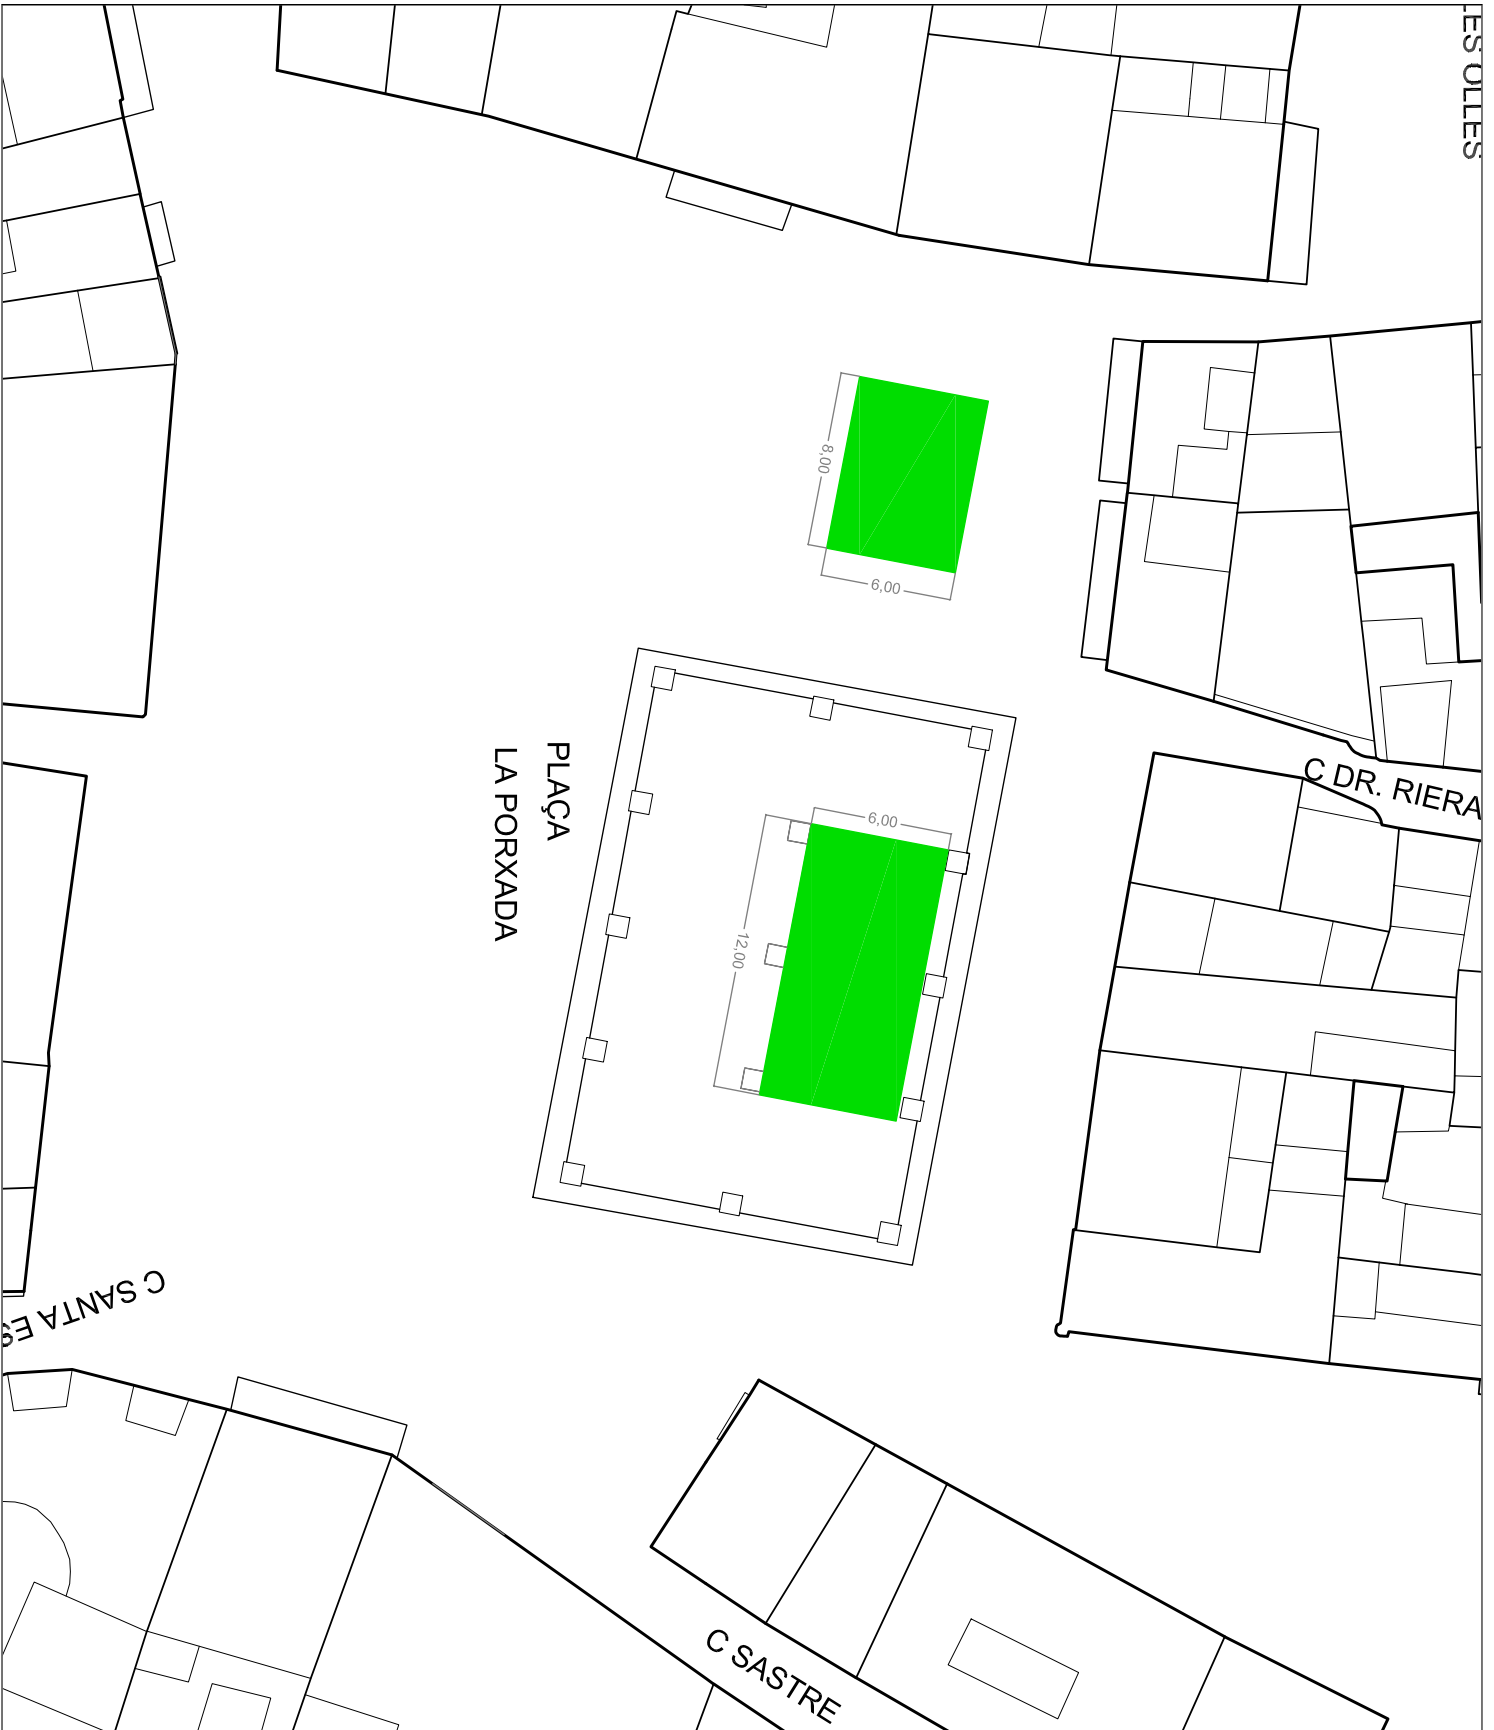 LES OLLES
8,00
6,00
PLAÇA
LA PORXADA
C DR. RIERA
6,00
12,00
C SANTA ES
C SASTRE